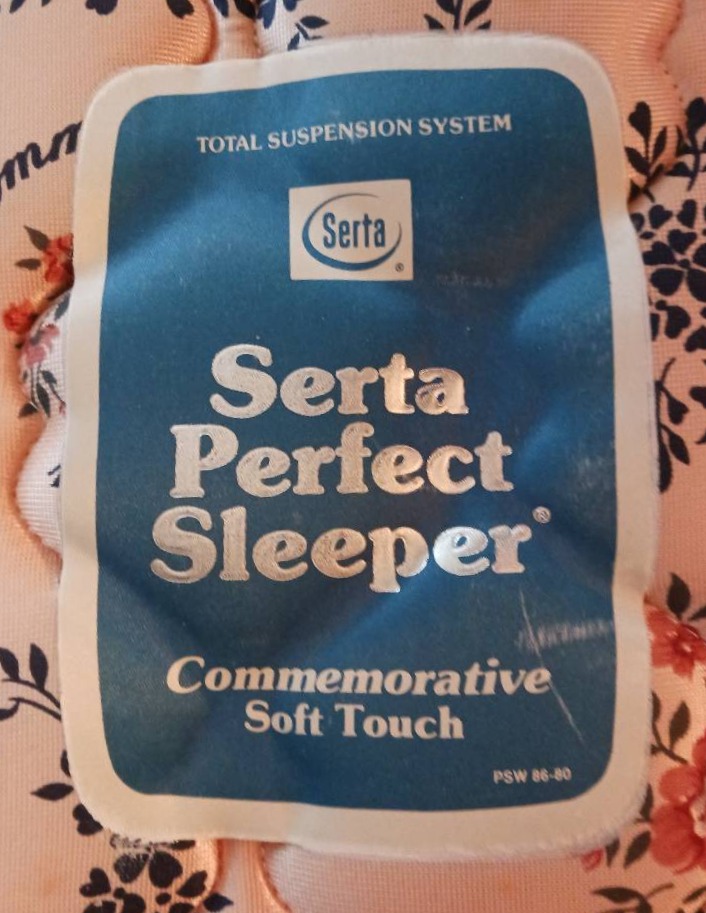 TOTAL SUSPENSION SYSTEM
Serta®
Serta
Perfect
Sleeper®
Commemorative
Soft Touch
PSW 86-80